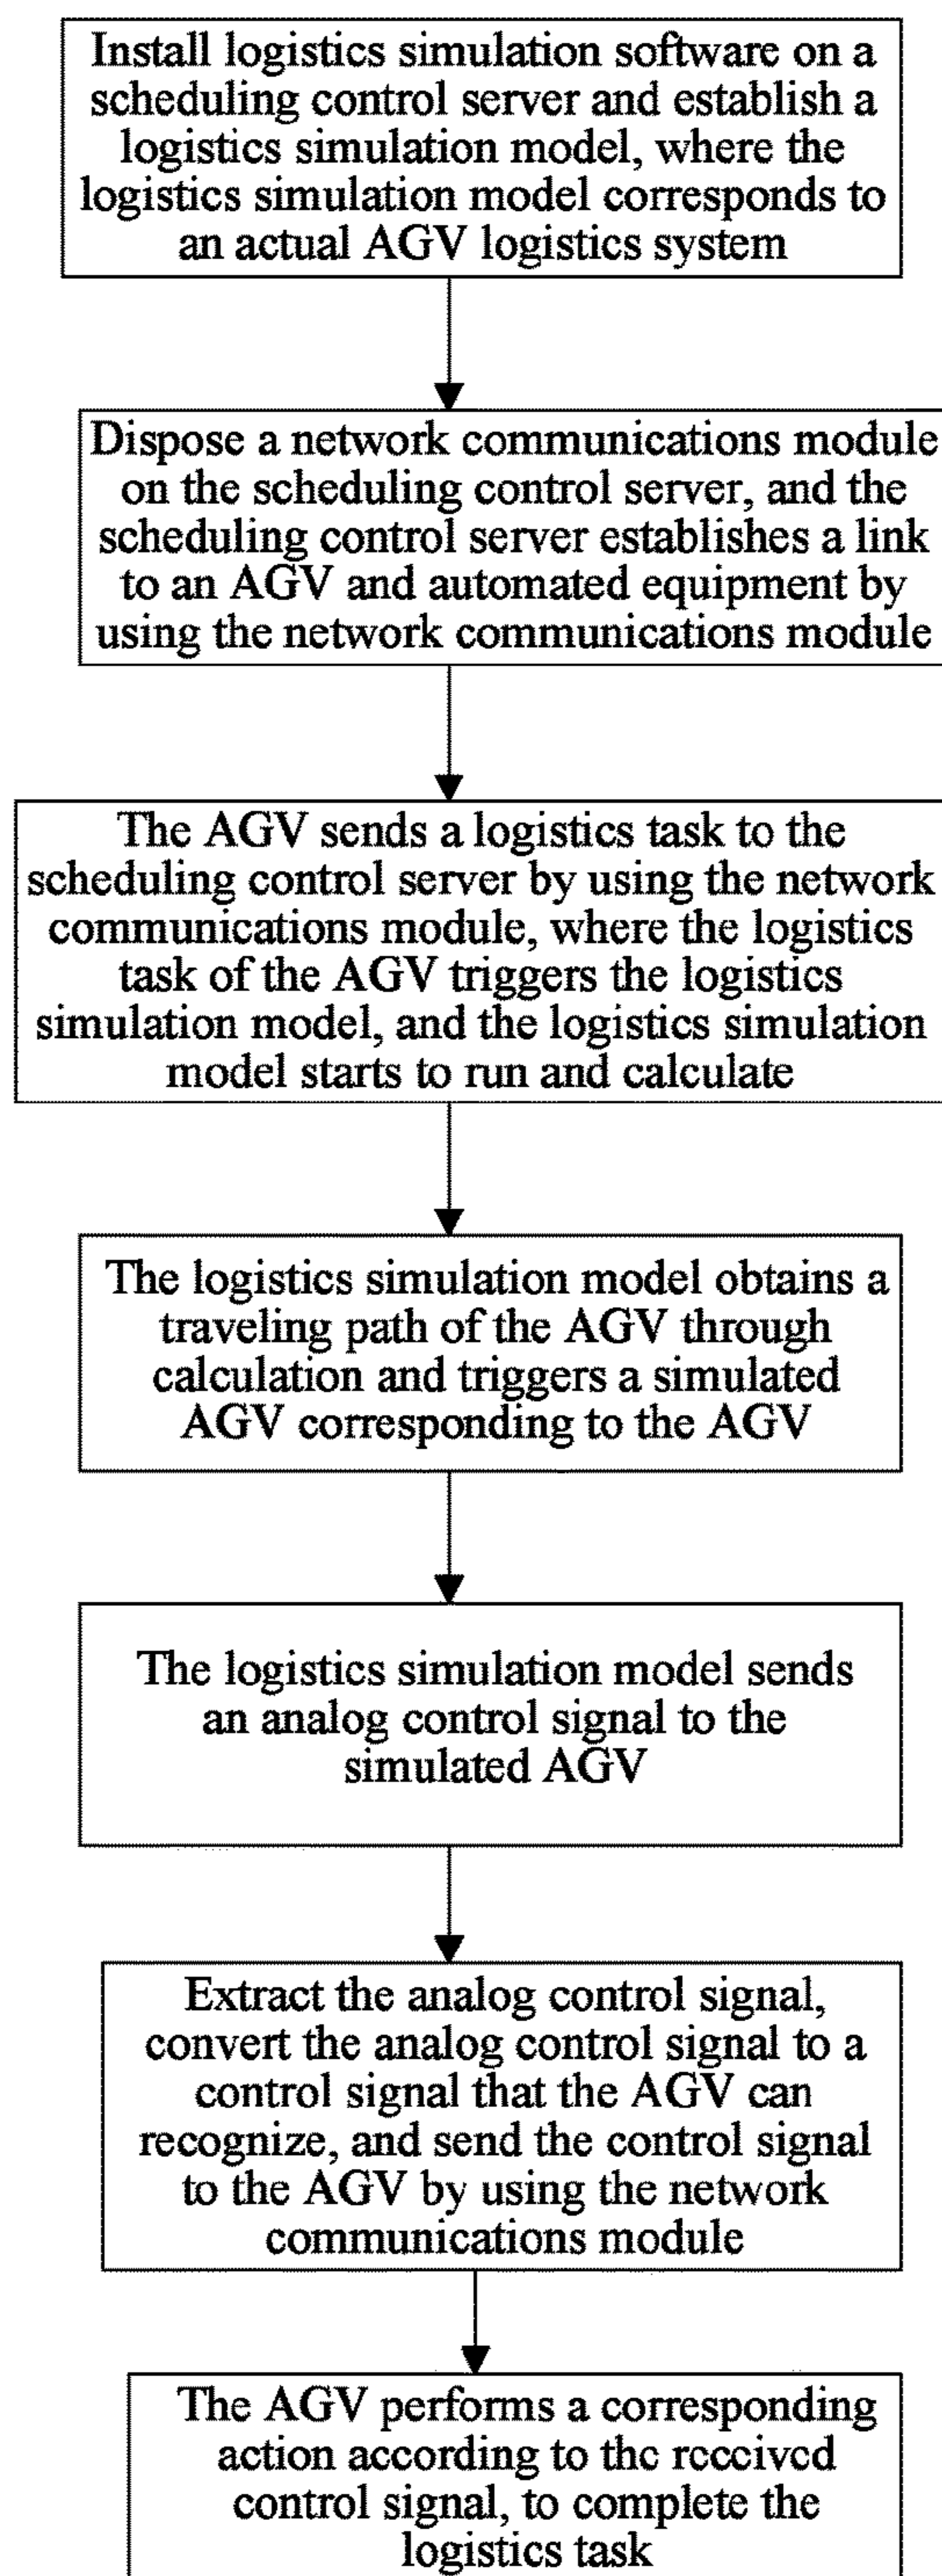 Install logistics simulation software on a
scheduling control server and establish a
logistics simulation model, where the
logistics simulation model corresponds to
an actual AGV logistics system
Dispose a network communications module
on the scheduling control server, and the
scheduling control server establishes a link
to an AGV and automated equipment by
using the network communications module
The AGV sends a logistics task to the
scheduling control server by using the network
communications module, where the logistics
task of the AGV triggers the logistics
simulation model, and the logistics simulation
model starts to run and calculate
The logistics simulation model obtains a
traveling path of the AGV through
calculation and triggers a simulated
AGV corresponding to the AGV
The logistics simulation model sends
an analog control signal to the
simulated AGV
Extract the analog control signal,
convert the analog control signal to a
control signal that the AGV can
recognize, and send the control signal
to the AGV by using the network
communications module
The AGV performs a corresponding
action according to the received
control signal, to complete the
logistics task